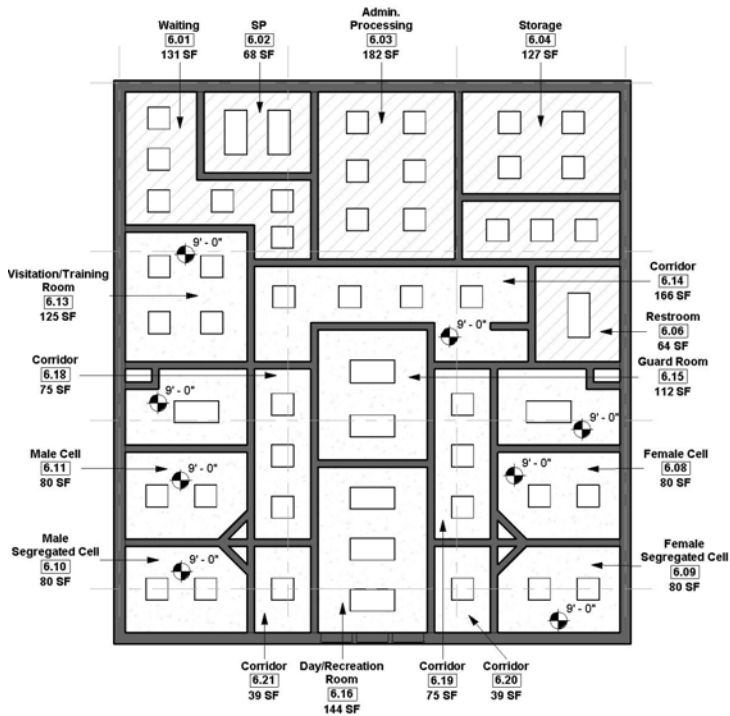 Waiting
6.01
131 SF
SP
6.02
68 SF
Admin.
Processing
6.03
182 SF
Storage
6.04
127 SF
9' - 0"
Visitation/Training
Room
6.13
125 SF
Corridor
6.14
166 SF
9' - 0"
Restroom
6.06
64 SF
Corridor
6.18
75 SF
Guard Room
6.15
112 SF
9' - 0"
9' - 0"
Male Cell
6.11
80 SF
9' - 0"
9' - 0"
Female Cell
6.08
80 SF
Male
Segregated Cell
6.10
80 SF
9' - 0"
Female
Segregated Cell
6.09
80 SF
9' - 0"
Corridor
6.21
39 SF
Day/Recreation
Room
6.16
144 SF
Corridor
6.19
75 SF
Corridor
6.20
39 SF